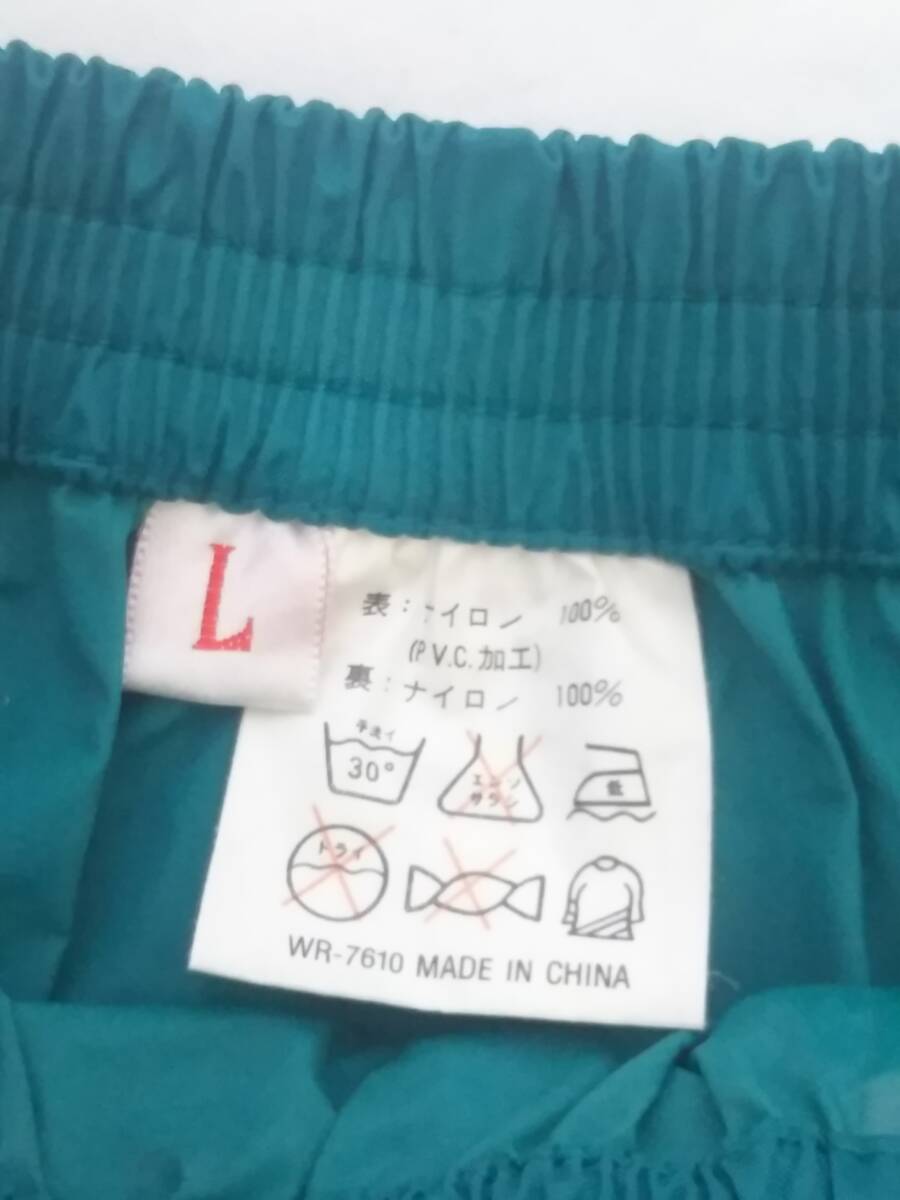 L
表:ナイロン 100%
(P.V.C.加工)
裏:ナイロン 100%
手洗イ
30°
エンソ
サラシ
低
ドライ
WR-7610 MADE IN CHINA